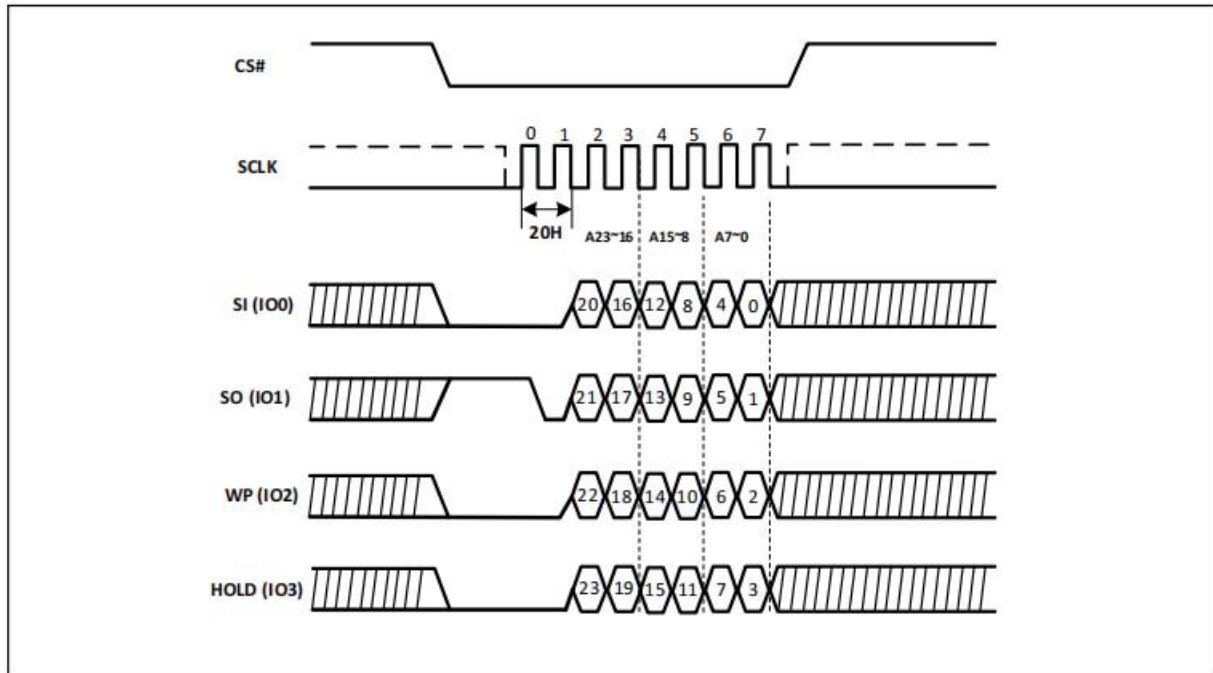 CS#
0 1 2 3 4 5 6 7
SCLK
20H A23~16 A15~8 A7~0
SI (IO0) 20 16 12 8 4 0
SO (IO1) 21 17 13 9 5 1
WP (IO2) 22 18 14 10 6 2
HOLD (IO3) 23 19 15 11 7 3